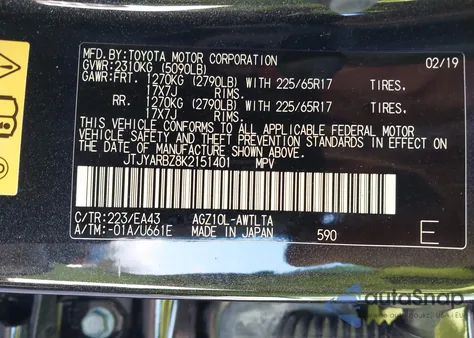 MFD.BY:TOYOTA MOTOR CORPORATION 02/19
GVWR:2310KG (5090LB)
GAWR:FRT. 1270KG (2790LB) WITH 225/65R17 TIRES.
17X7J RIMS.
RR. 1270KG (2790LB) WITH 225/65R17 TIRES.
17X7J RIMS.
THIS VEHICLE CONFORMS TO ALL APPLICABLE FEDERAL MOTOR
VEHICLE SAFETY AND THEFT PREVENTION STANDARDS IN EFFECT
ON THE DATE OF MANUFACTURE SHOWN ABOVE.
JTJYARBZ8K2151401 MPV
C/TR:223/EA43 AGZ10L-AWTLTA
A/TM:-01A/U661E MADE IN JAPAN 590 E
autoSnap